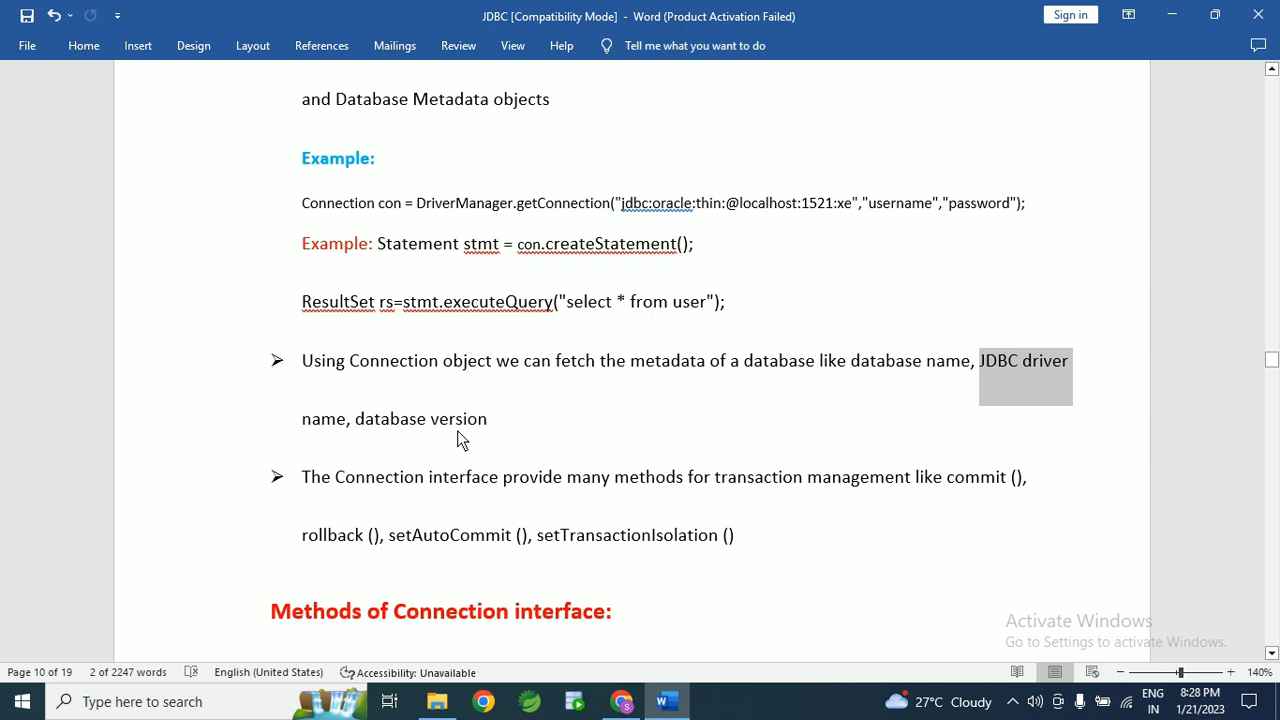 JDBC [Compatibility Mode] - Word (Product Activation Failed)
Sign in
File Home Insert Design Layout References Mailings Review View Help Tell me what you want to do
and Database Metadata objects
Example:
Connection con = DriverManager.getConnection("jdbc:oracle:thin:@localhost:1521:xe","username","password");
Example: Statement stmt = con.createStatement();
ResultSet rs=stmt.executeQuery("select * from user");
➢ Using Connection object we can fetch the metadata of a database like database name, JDBC driver
name, database version
➢ The Connection interface provide many methods for transaction management like commit (),
rollback (), setAutoCommit (), setTransactionIsolation ()
Methods of Connection interface:
Activate Windows
Go to Settings to activate Windows.
Page 10 of 19 2 of 2247 words English (United States) Accessibility: Unavailable 140%
Type here to search
27°C Cloudy
ENG
IN
8:28 PM
1/21/2023